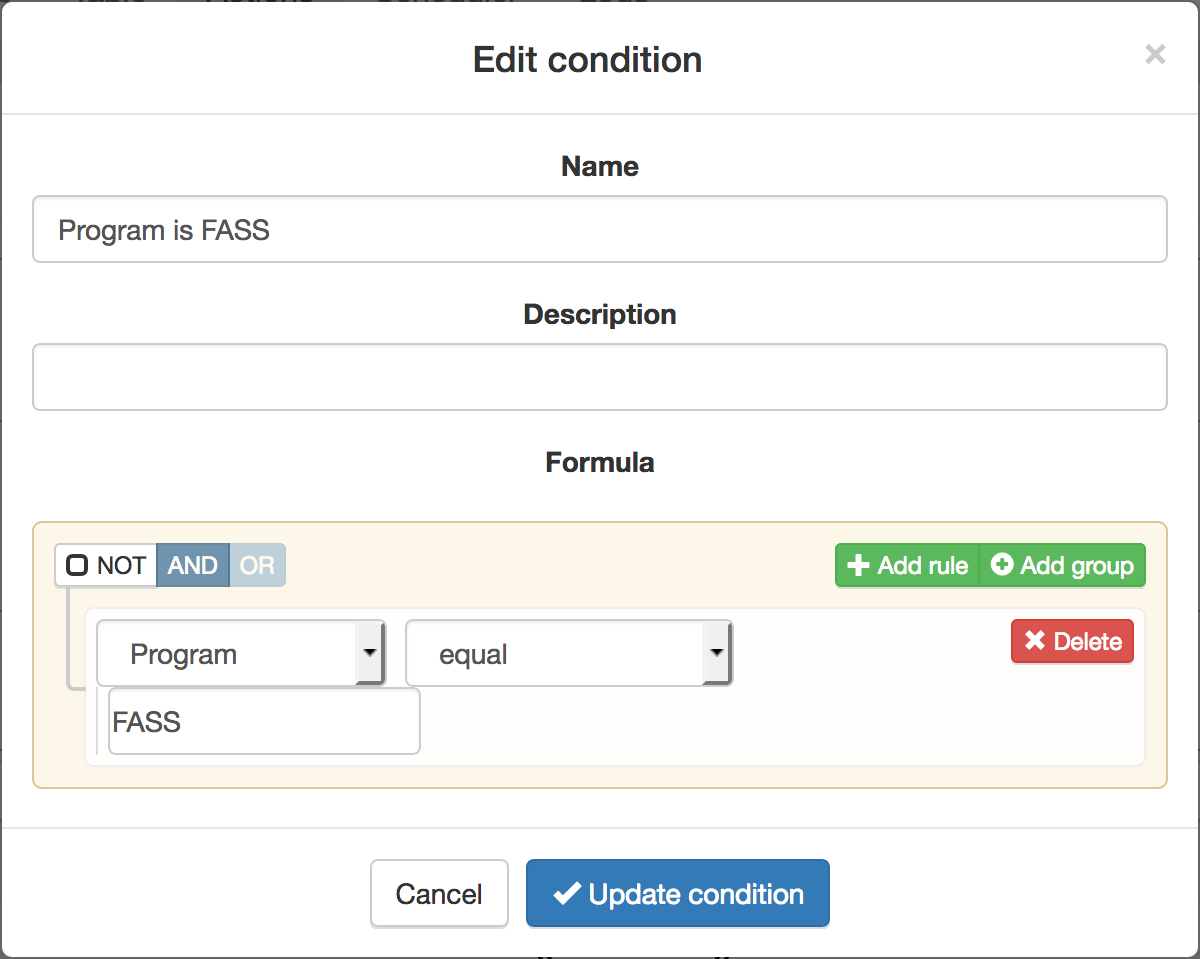 Edit condition ×
Name
Program is FASS
Description
Formula
NOT AND OR Add rule Add group
Program equal Delete
FASS
Cancel Update condition